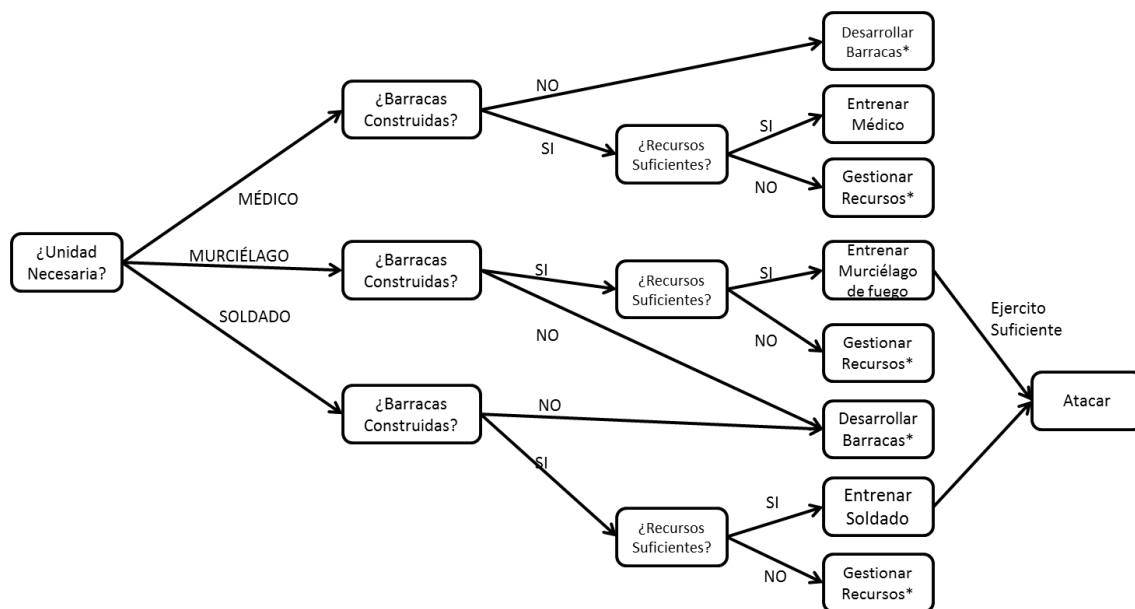 Desarrollar
Barracas*
NO
¿Barracas
Construidas?
Entrenar
Médico
SI
SI
¿Recursos
Suficientes?
NO
Gestionar
Recursos*
MÉDICO
¿Unidad
Necesaria?
MURCIÉLAGO
¿Barracas
Construidas?
SI
¿Recursos
Suficientes?
SI
Entrenar
Murciélago
de fuego
Ejercito
Suficiente
SOLDADO
NO
NO
Gestionar
Recursos*
¿Barracas
Construidas?
NO
Desarrollar
Barracas*
Atacar
SI
¿Recursos
Suficientes?
SI
Entrenar
Soldado
NO
Gestionar
Recursos*